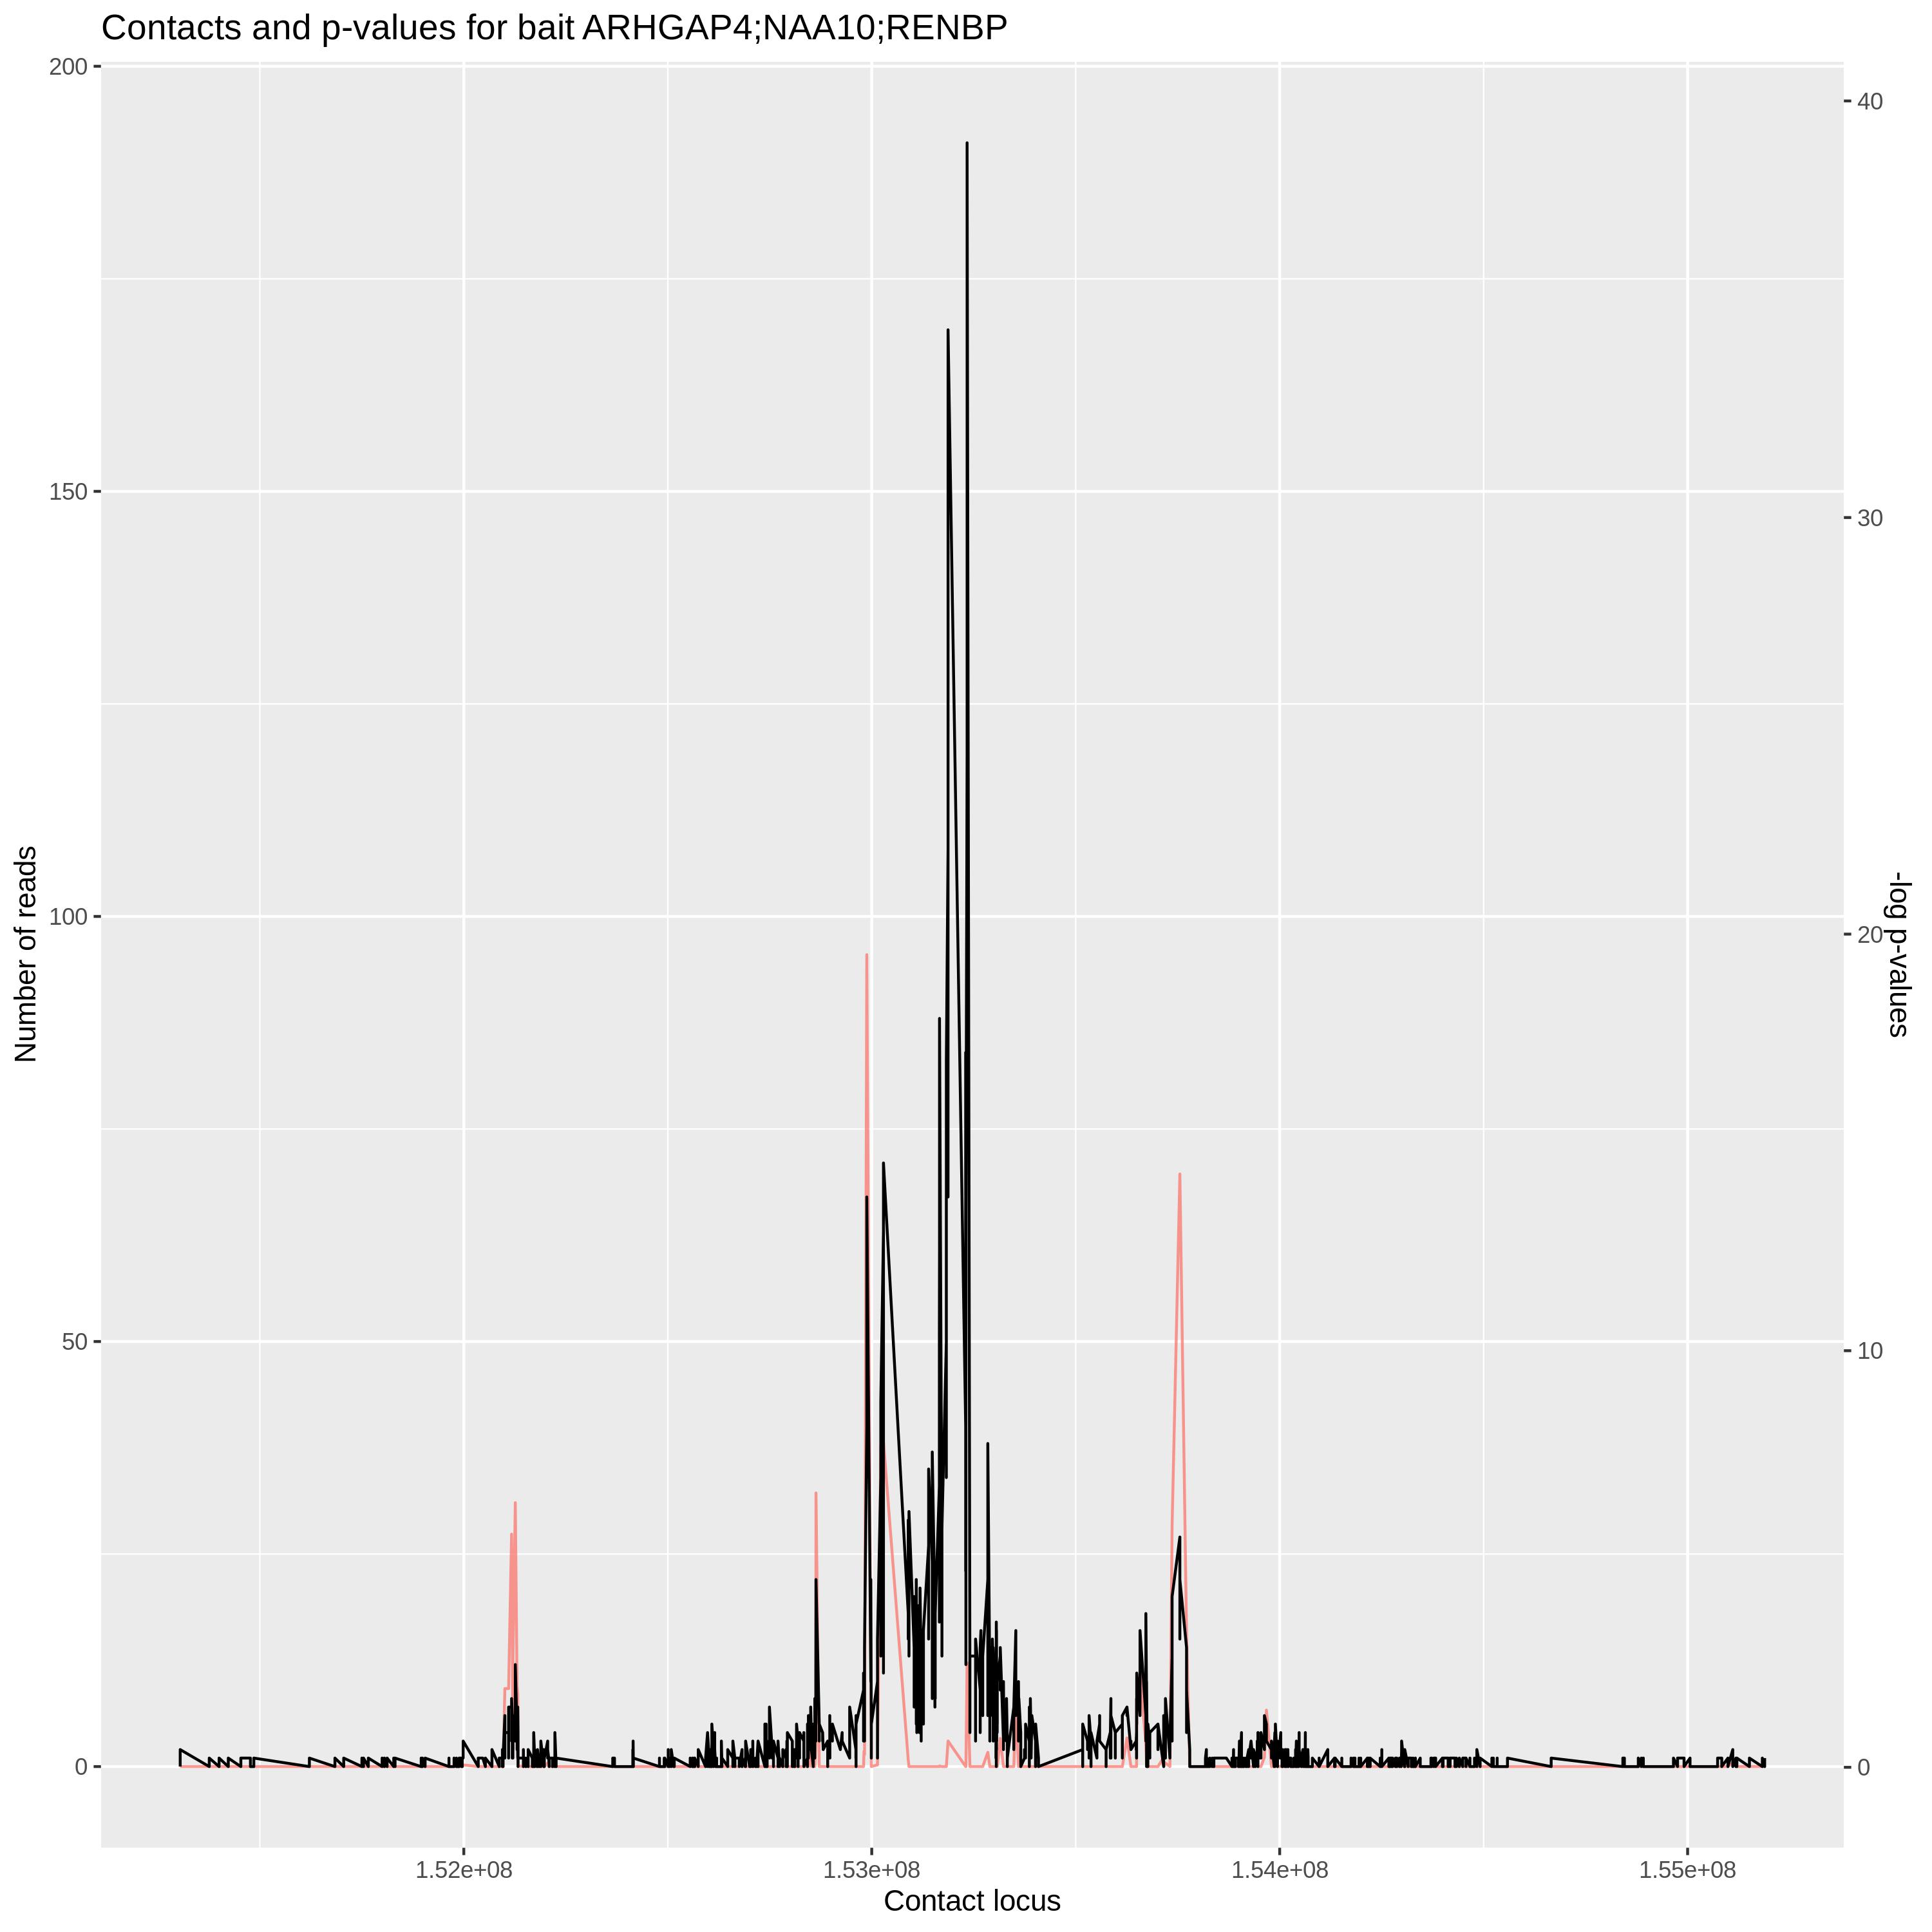 Contacts and p-values for bait ARHGAP4;NAA10;RENBP
200
150
100
50
0
Number of reads
40
30
20
10
0
-log p-values
1.52e+08
1.53e+08
1.54e+08
1.55e+08
Contact locus